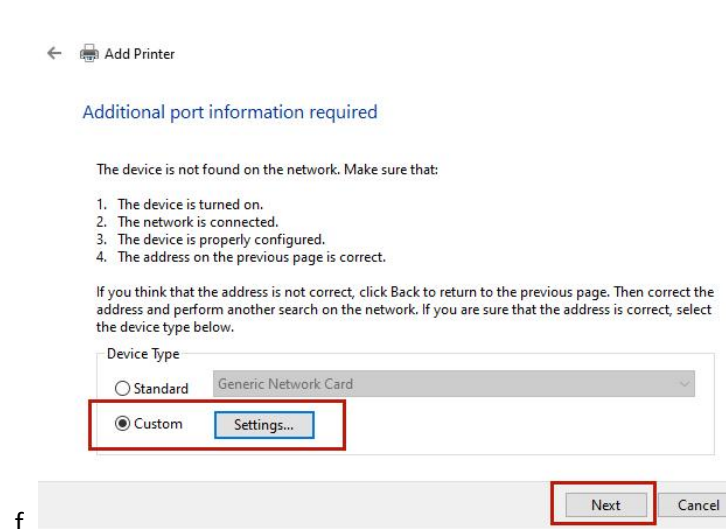 Add Printer
Additional port information required
The device is not found on the network. Make sure that:
1. The device is turned on.
2. The network is connected.
3. The device is properly configured.
4. The address on the previous page is correct.
If you think that the address is not correct, click Back to return to the previous page. Then correct the
address and perform another search on the network. If you are sure that the address is correct, select
the device type below.
Device Type
Standard Generic Network Card
Custom Settings...
Next Cancel
f